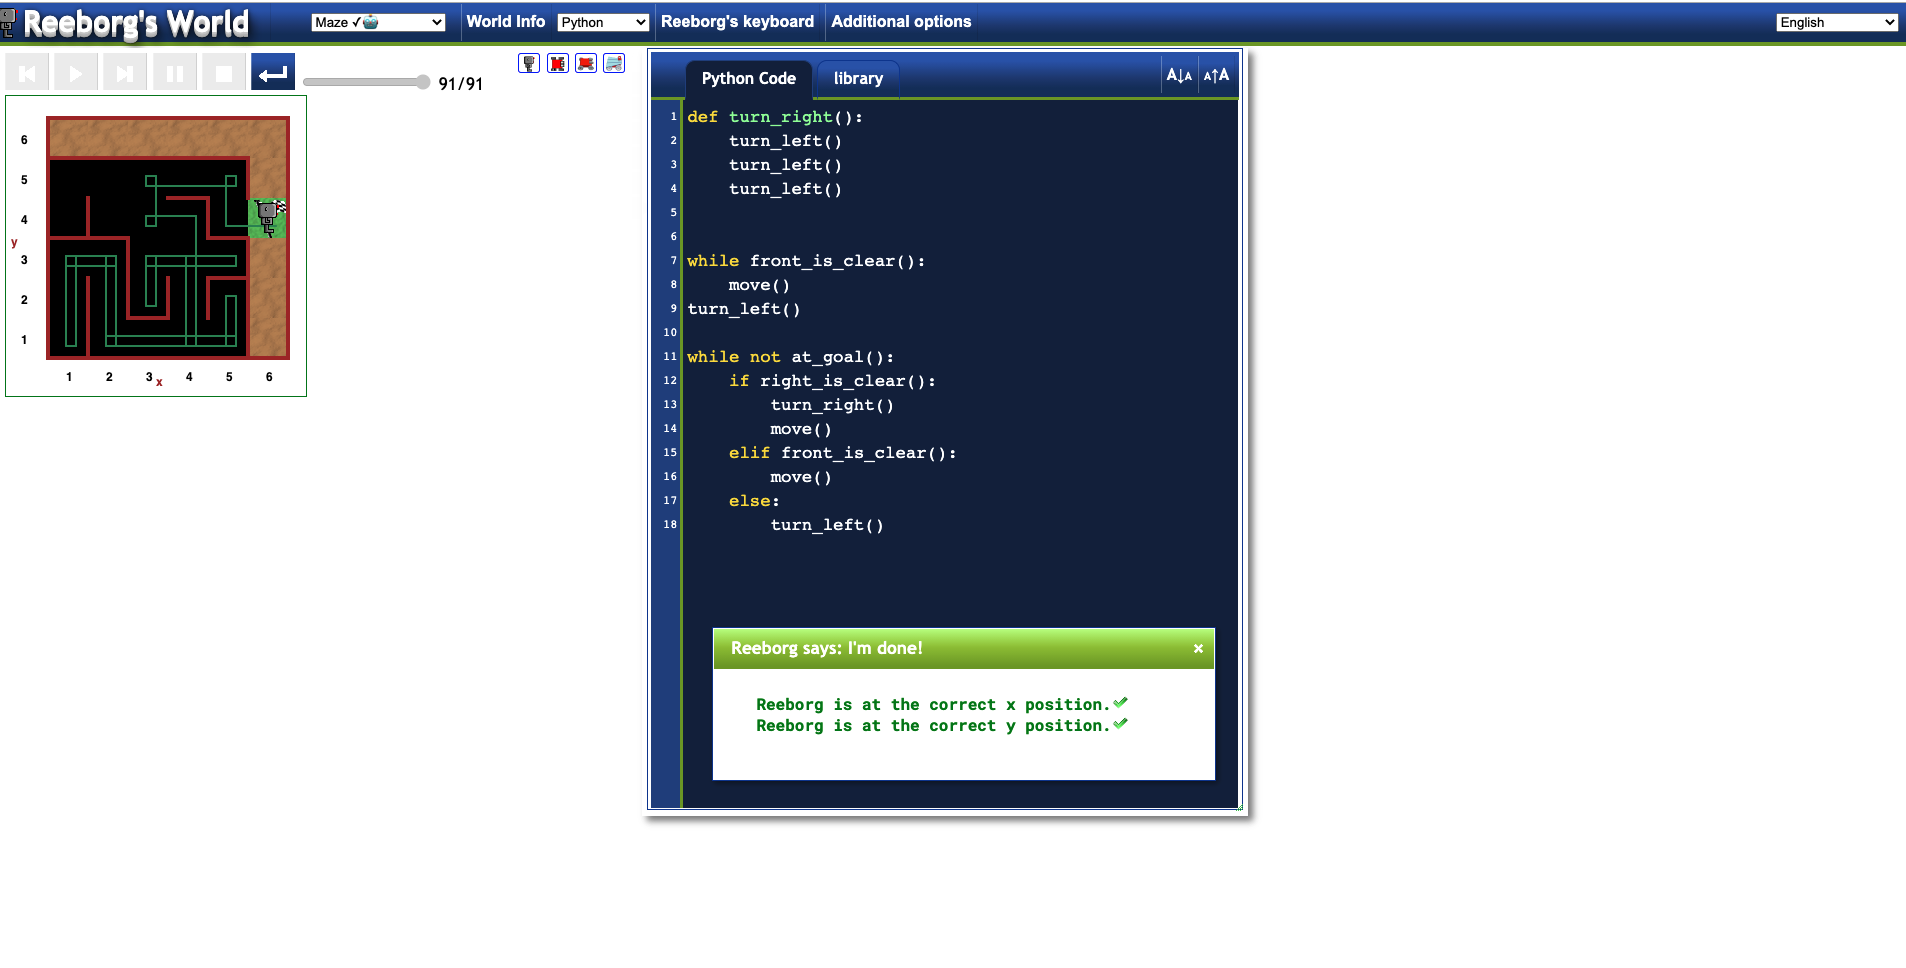 Reeborg's World
Maze ✓🤖
World Info
Python
Reeborg's keyboard
Additional options
English
91/91
Python Code
library
A↓A
A↑A
6
5
4
y
3
2
1
1 2 3 x 4 5 6
1 def turn_right():
2     turn_left()
3     turn_left()
4     turn_left()
5
6
7 while front_is_clear():
8     move()
9 turn_left()
10
11 while not at_goal():
12     if right_is_clear():
13         turn_right()
14         move()
15     elif front_is_clear():
16         move()
17     else:
18         turn_left()
Reeborg says: I'm done!
×
Reeborg is at the correct x position.✓
Reeborg is at the correct y position.✓